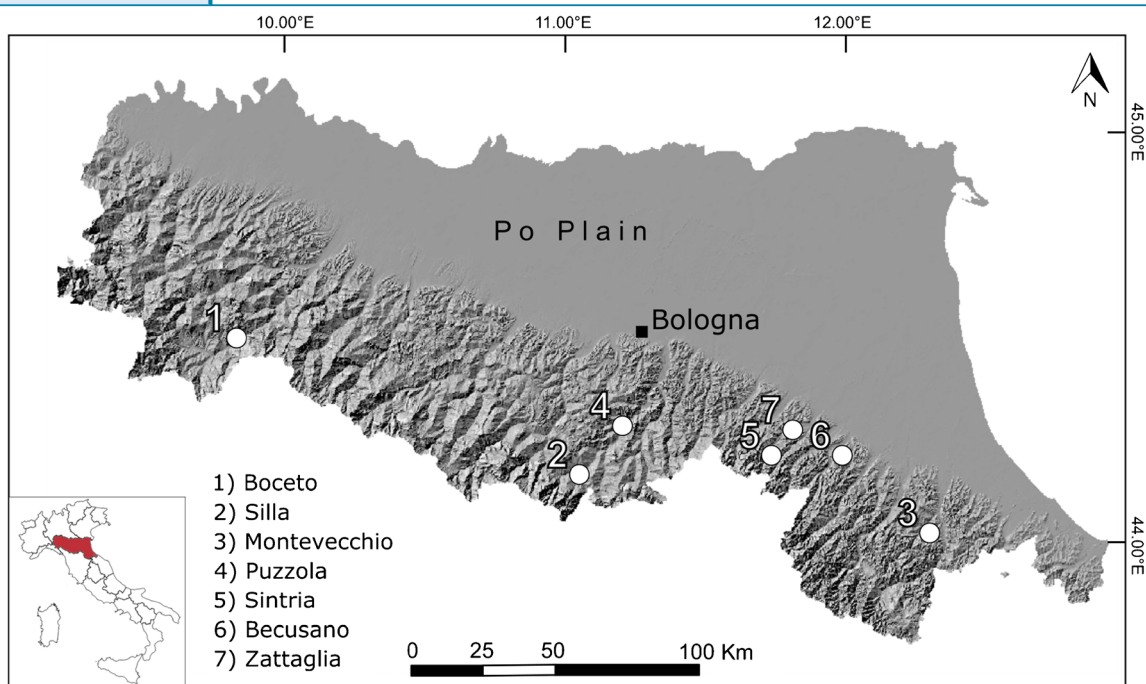 10.00°E 11.00°E 12.00°E
N
45.00°E
Po Plain
Bologna
1
4
7
5 6
2
3
44.00°E
1) Boceto
2) Silla
3) Montevecchio
4) Puzzola
5) Sintria
6) Becusano
7) Zattaglia
0 25 50 100 Km